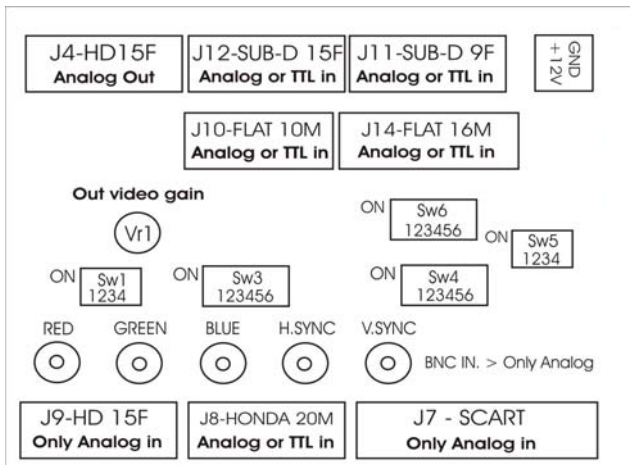 J4-HD15F
Analog Out
J12-SUB-D 15F
Analog or TTL in
J11-SUB-D 9F
Analog or TTL in
GND
+12V
J10-FLAT 10M
Analog or TTL in
J14-FLAT 16M
Analog or TTL in
Out video gain
Vr1
ON
Sw6
123456
ON
Sw5
1234
ON
Sw1
1234
ON
Sw3
123456
ON
Sw4
123456
RED
GREEN
BLUE
H.SYNC
V.SYNC
BNC IN. > Only Analog
J9-HD 15F
Only Analog in
J8-HONDA 20M
Analog or TTL in
J7 - SCART
Only Analog in